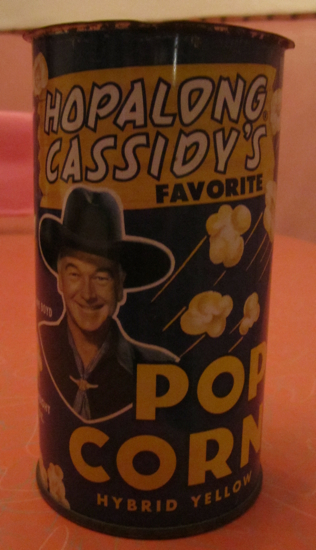 HOPALONG
CASSIDY'S
FAVORITE
POP
CORN
HYBRID YELLOW